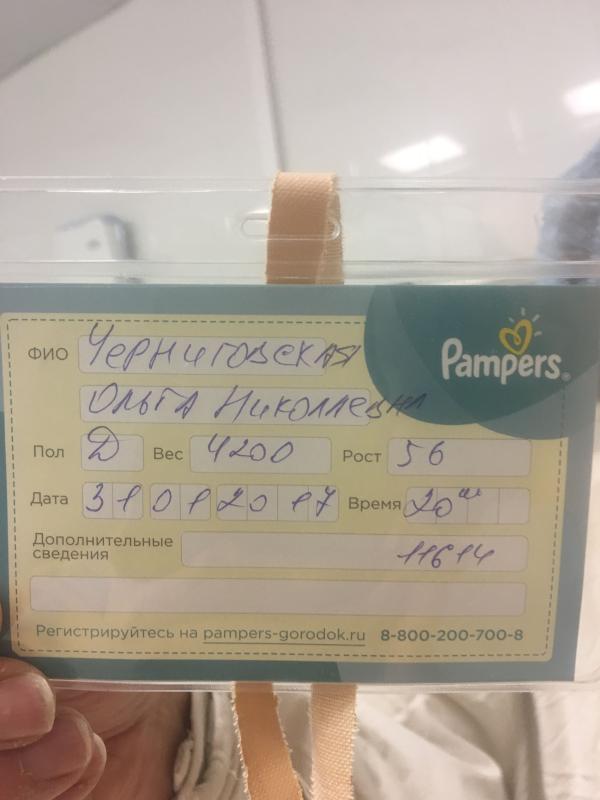 Pampers®
ФИО Черниговская
Ольга Николаевна
Пол Д Вес 4200 Рост 56
Дата 31 01 2017 Время 20
Дополнительные
сведения 11614
Регистрируйтесь на pampers-gorodok.ru 8-800-200-700-8